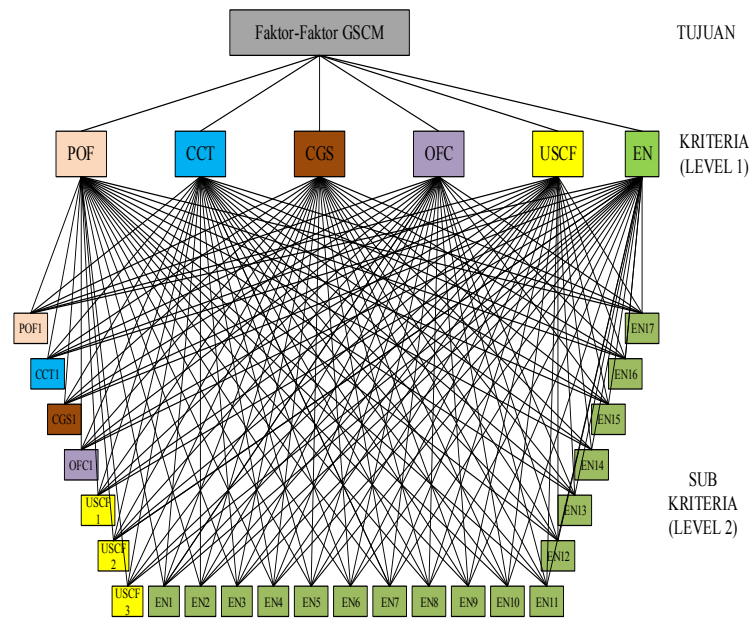 Faktor-Faktor GSCM
TUJUAN
POF
CCT
CGS
OFC
USCF
EN
KRITERIA
(LEVEL 1)
POF1
EN17
CCT1
EN16
CGS1
EN15
OFC1
EN14
SUB
KRITERIA
(LEVEL 2)
USCF
1
EN13
USCF
2
EN12
USCF
3
EN1
EN2
EN3
EN4
EN5
EN6
EN7
EN8
EN9
EN10
EN11